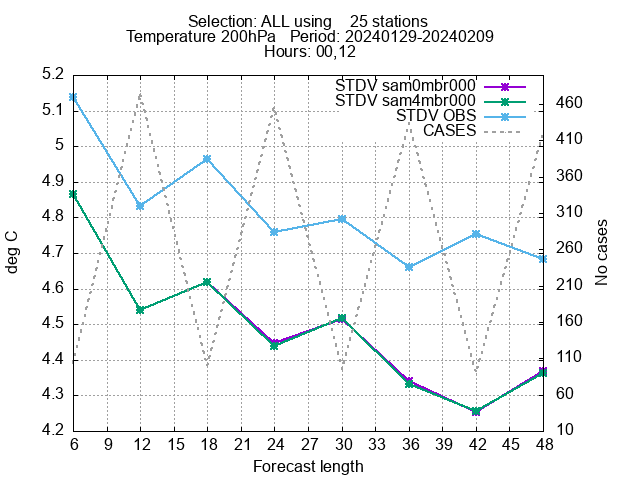 Selection: ALL using    25 stations
Temperature 200hPa   Period: 20240129-20240209
Hours: 00,12
STDV sam0mbr000
STDV sam4mbr000
STDV OBS
CASES
5.2
5.1
5
4.9
4.8
4.7
4.6
4.5
4.4
4.3
4.2
deg C
460
410
360
310
260
210
160
110
60
10
No cases
6 9 12 15 18 21 24 27 30 33 36 39 42 45 48
Forecast length